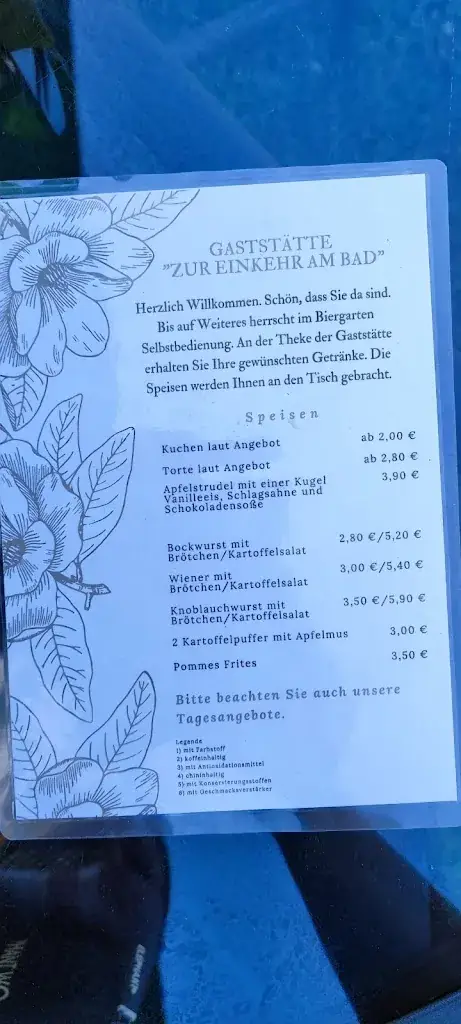 GASTSTÄTTE
"ZUR EINKEHR AM BAD"
Herzlich Willkommen. Schön, dass Sie da sind.
Bis auf Weiteres herrscht im Biergarten
Selbstbedienung. An der Theke der Gaststätte
erhalten Sie Ihre gewünschten Getränke. Die
Speisen werden Ihnen an den Tisch gebracht.
Speisen
Kuchen laut Angebot ab 2,00 €
Torte laut Angebot ab 2,80 €
Apfelstrudel mit einer Kugel 3,90 €
Vanilleeis, Schlagsahne und
Schokoladensoße
Bockwurst mit 2,80 €/5,20 €
Brötchen/Kartoffelsalat
Wiener mit 3,00 €/5,40 €
Brötchen/Kartoffelsalat
Knoblauchwurst mit 3,50 €/5,90 €
Brötchen/Kartoffelsalat
2 Kartoffelpuffer mit Apfelmus 3,00 €
Pommes Frites 3,50 €
Bitte beachten Sie auch unsere
Tagesangebote.
Legende
1) mit Farbstoff
2) koffeinhaltig
3) mit Antioxidationsmittel
4) chininhaltig
5) mit Konservierungsstoffen
6) mit Geschmacksverstärker